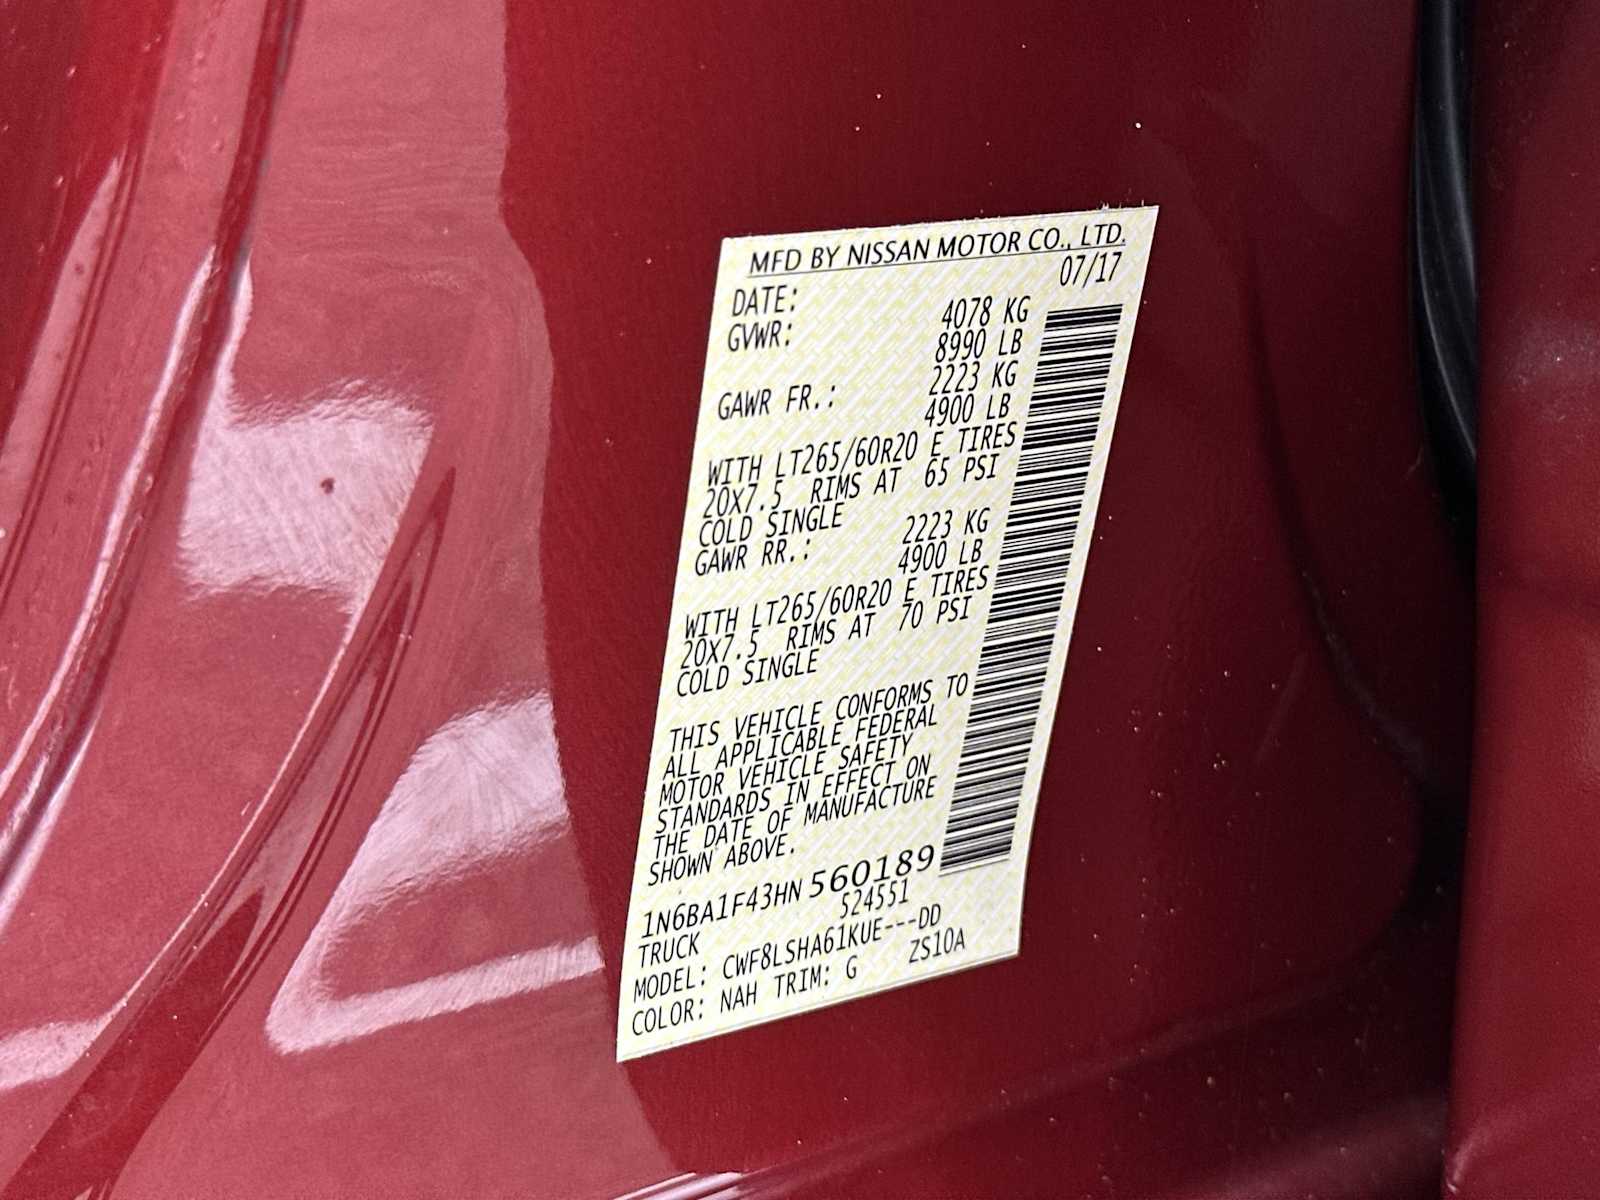 MFD BY NISSAN MOTOR CO., LTD.
DATE: 07/17
GVWR: 4078 KG
8990 LB
GAWR FR.: 2223 KG
4900 LB
WITH LT265/60R20 E TIRES
20X7.5 RIMS AT 65 PSI
COLD SINGLE
GAWR RR.: 2223 KG
4900 LB
WITH LT265/60R20 E TIRES
20X7.5 RIMS AT 70 PSI
COLD SINGLE
THIS VEHICLE CONFORMS TO
ALL APPLICABLE FEDERAL
MOTOR VEHICLE SAFETY
STANDARDS IN EFFECT ON
THE DATE OF MANUFACTURE
SHOWN ABOVE.
1N6BA1F43HN560189
TRUCK 524551
MODEL: CWF8LSHA61KUE---DD
COLOR: NAH TRIM: G ZS10A